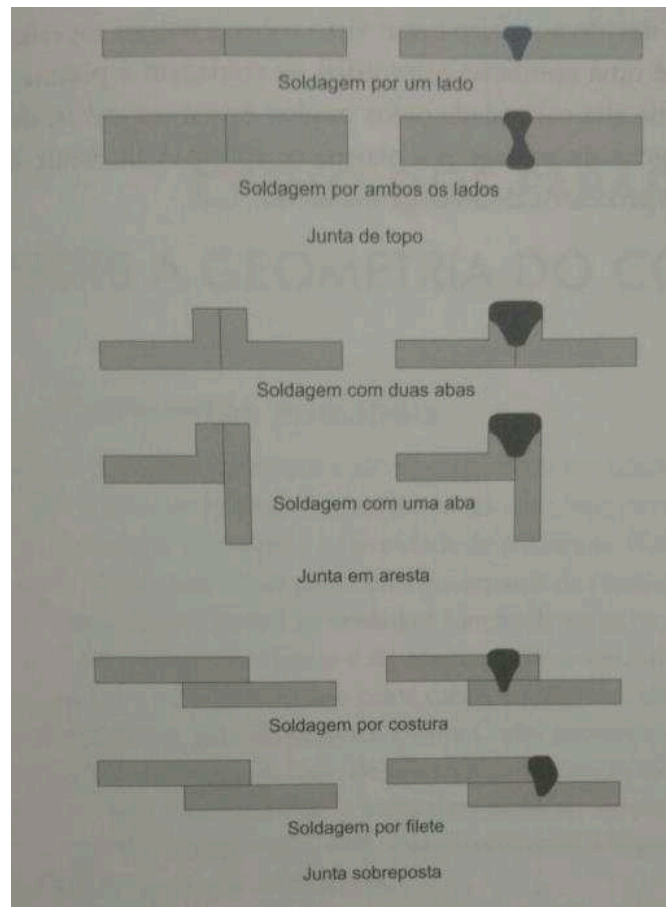 Soldagem por um lado
Soldagem por ambos os lados
Junta de topo
Soldagem com duas abas
Soldagem com uma aba
Junta em aresta
Soldagem por costura
Soldagem por filete
Junta sobreposta